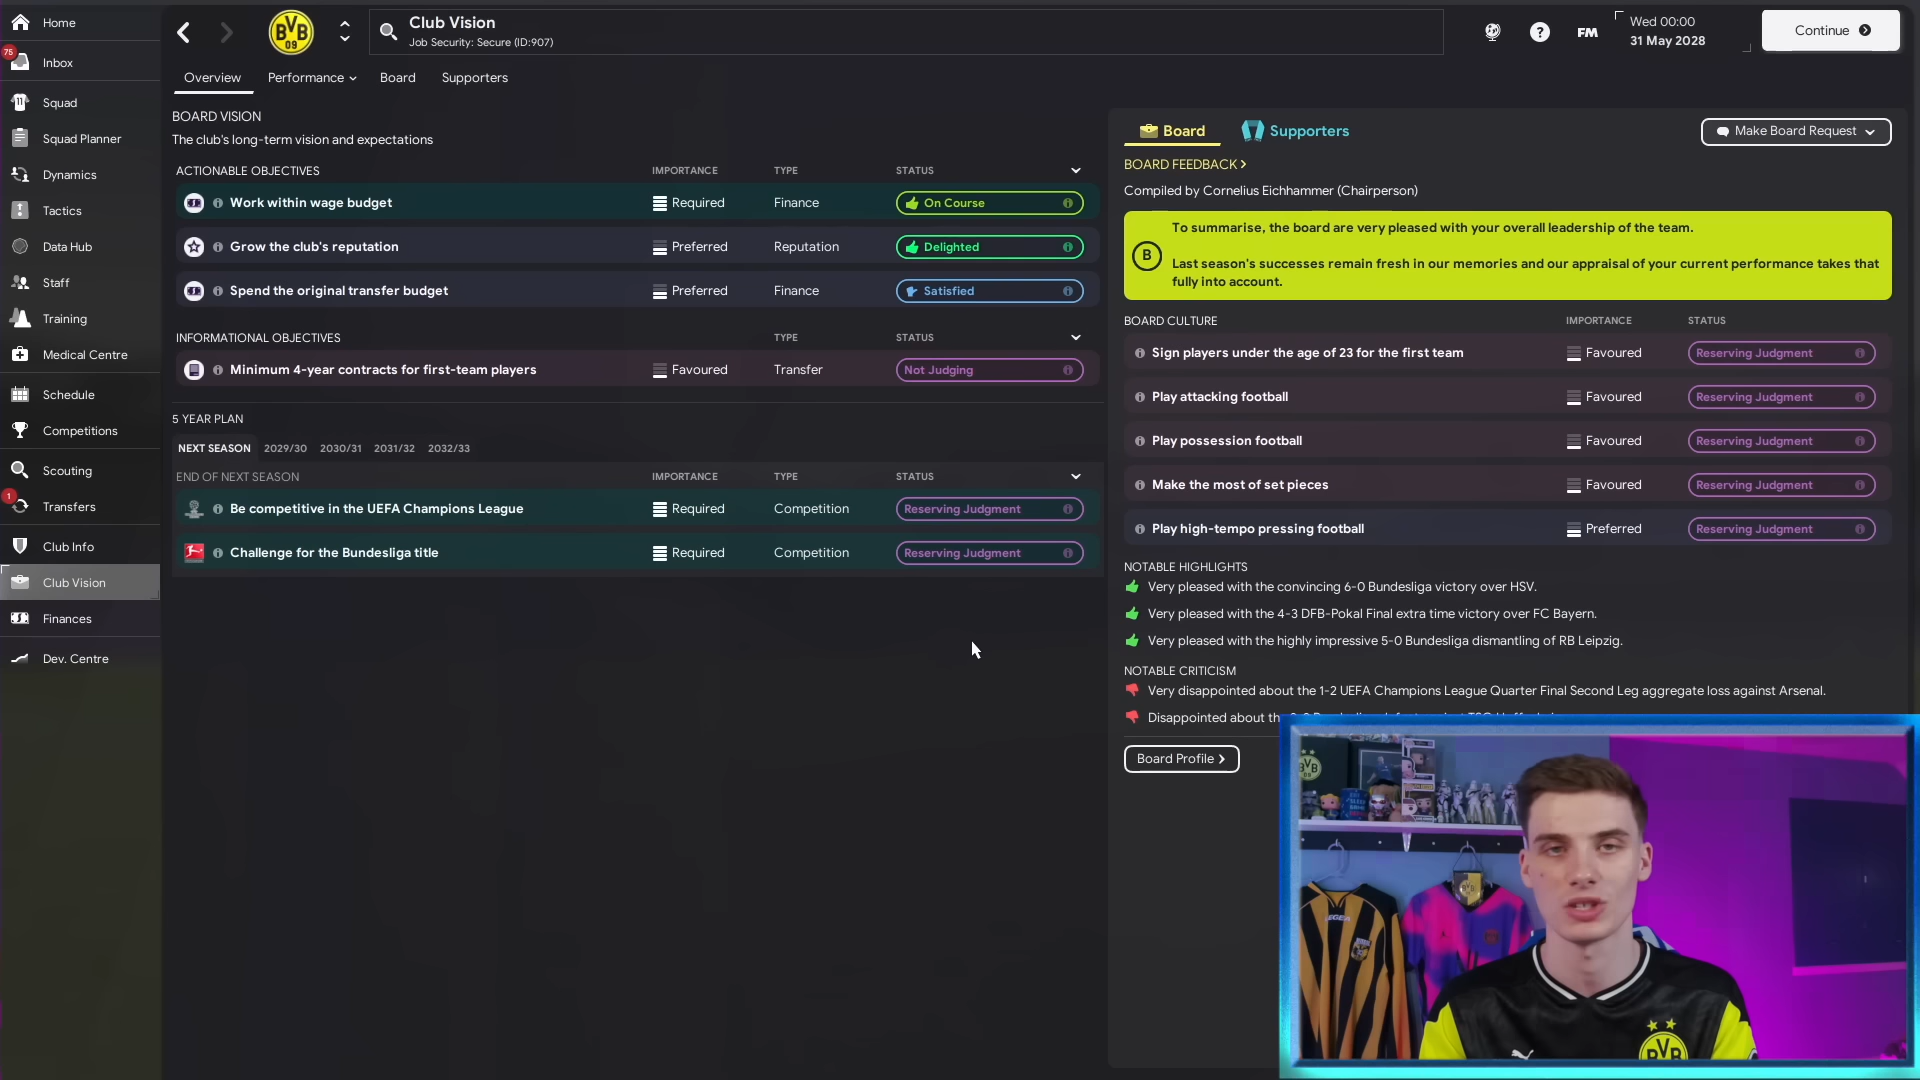 Home
75
Inbox
Squad
Squad Planner
Dynamics
Tactics
Data Hub
Staff
Training
Medical Centre
Schedule
Competitions
Scouting
1
Transfers
Club Info
Club Vision
Finances
Dev. Centre
BVB
09
Club Vision
Job Security: Secure (ID:907)
FM
Wed 00:00
31 May 2028
Continue
Overview Performance Board Supporters
BOARD VISION
The club's long-term vision and expectations
ACTIONABLE OBJECTIVES IMPORTANCE TYPE STATUS
Work within wage budget Required Finance On Course
Grow the club's reputation Preferred Reputation Delighted
Spend the original transfer budget Preferred Finance Satisfied
INFORMATIONAL OBJECTIVES TYPE STATUS
Minimum 4-year contracts for first-team players Favoured Transfer Not Judging
5 YEAR PLAN
NEXT SEASON 2029/30 2030/31 2031/32 2032/33
END OF NEXT SEASON IMPORTANCE TYPE STATUS
Be competitive in the UEFA Champions League Required Competition Reserving Judgment
Challenge for the Bundesliga title Required Competition Reserving Judgment
Board Supporters
Make Board Request
BOARD FEEDBACK
Compiled by Cornelius Eichhammer (Chairperson)
B
To summarise, the board are very pleased with your overall leadership of the team.
Last season's successes remain fresh in our memories and our appraisal of your current performance takes that
fully into account.
BOARD CULTURE IMPORTANCE STATUS
Sign players under the age of 23 for the first team Favoured Reserving Judgment
Play attacking football Favoured Reserving Judgment
Play possession football Favoured Reserving Judgment
Make the most of set pieces Favoured Reserving Judgment
Play high-tempo pressing football Preferred Reserving Judgment
NOTABLE HIGHLIGHTS
Very pleased with the convincing 6-0 Bundesliga victory over HSV.
Very pleased with the 4-3 DFB-Pokal Final extra time victory over FC Bayern.
Very pleased with the highly impressive 5-0 Bundesliga dismantling of RB Leipzig.
NOTABLE CRITICISM
Very disappointed about the 1-2 UEFA Champions League Quarter Final Second Leg aggregate loss against Arsenal.
Disappointed about
Board Profile
BVB
09
LEGEA
BVB